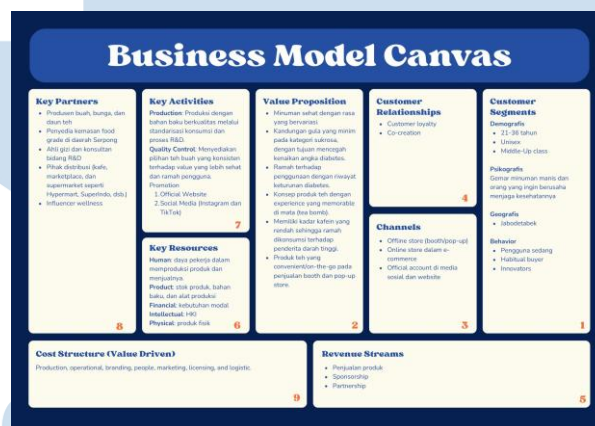 Business Model Canvas
Key Partners
• Produsen buah, bunga, dan
daun teh
• Penyedia kemasan food
grade di daerah Serpong
• Ahli gizi dan konsultan
bidang R&D
• Pihak distribusi (kafe,
marketplace, dan
supermarket seperti
Hypermart, Superindo, dsb.)
• Influencer wellness
8
Key Activities
Production: Produksi dengan
bahan baku berkualitas melalui
standarisasi konsumsi dan
proses R&D.
Quality Control: Menyediakan
pilihan teh buah yang konsisten
terhadap value yang lebih sehat
dan ramah pengguna.
Promotion
1. Official Website
2. Social Media (Instagram dan
TikTok)
7
Key Resources
Human: daya pekerja dalam
memproduksi produk dan
menjualnya.
Product: stok produk, bahan
baku, dan alat produksi
Financial: kebutuhan modal
Intellectual: HKI
Physical: produk fisik
6
Value Proposition
• Minuman sehat dengan rasa
yang bervariasi
• Kandungan gula yang minim
pada kategori sukrosa,
dengan tujuan mencegah
kenaikan angka diabetes.
• Ramah terhadap
penggunaan dengan riwayat
keturunan diabetes.
• Konsep produk teh dengan
experience yang memorable
di mata (tea bomb).
• Memiliki kadar kafein yang
rendah sehingga ramah
dikonsumsi terhadap
penderita darah tinggi.
• Produk teh yang
convenient/on-the-go pada
penjualan booth dan pop-up
store.
2
Customer
Relationships
• Customer loyalty
• Co-creation
4
Channels
• Offline store (booth/pop-up)
• Online store dalam e-
commerce
• Official account di media
sosial dan website
3
Customer
Segments
Demografis
• 21-36 tahun
• Unisex
• Middle-Up class
Psikografis
Gemar minuman manis dan
orang yang ingin berusaha
menjaga kesehatannya
Geografis
• Jabodetabek
Behavior
• Pengguna sedang
• Habitual buyer
• Innovators
1
Cost Structure (Value Driven)
Production, operational, branding, people, marketing, licensing, and logistic.
9
Revenue Streams
• Penjualan produk
• Sponsorship
• Partnership
5